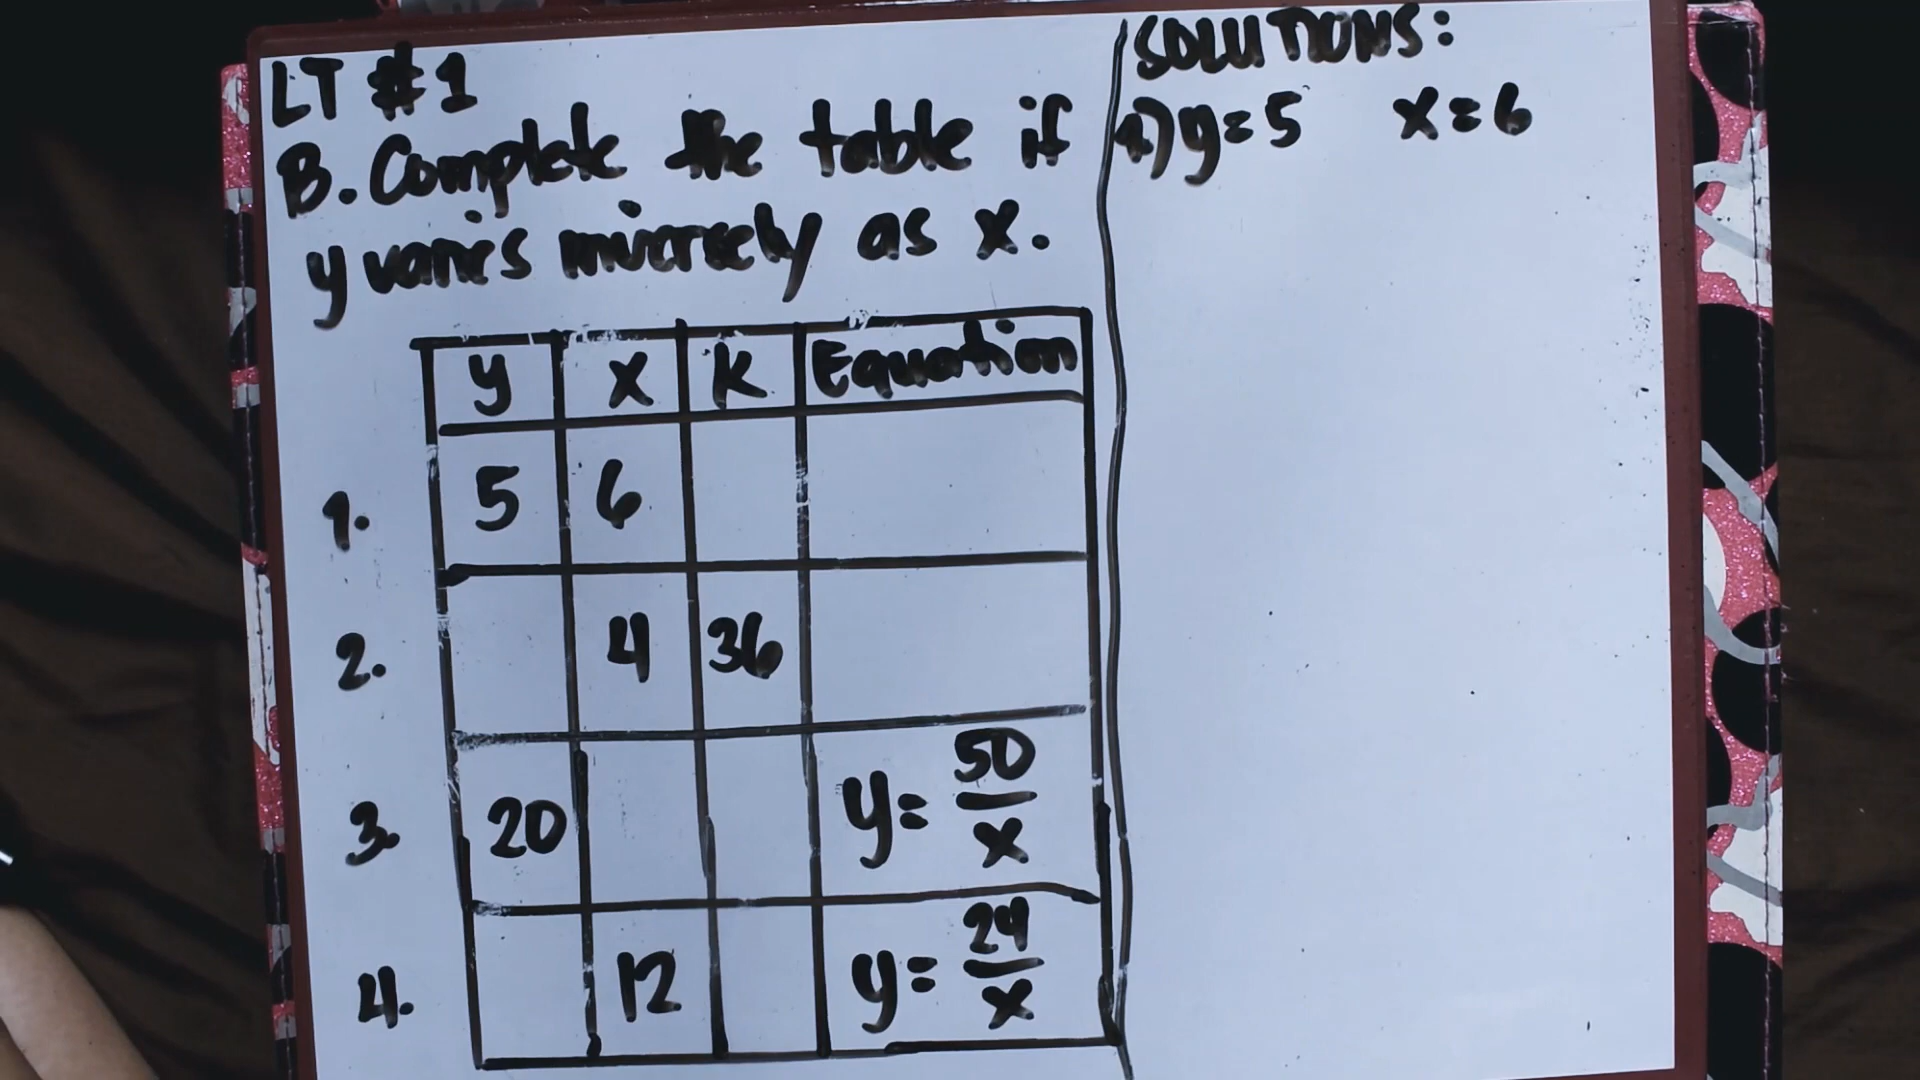 LT #1
B. Complete the table if
y varies inversely as x.
y x k Equation
1. 5 6
2. 4 36
3. 20 y = 50/x
4. 12 y = 24/x
SOLUTIONS:
1.) y = 5 x = 6